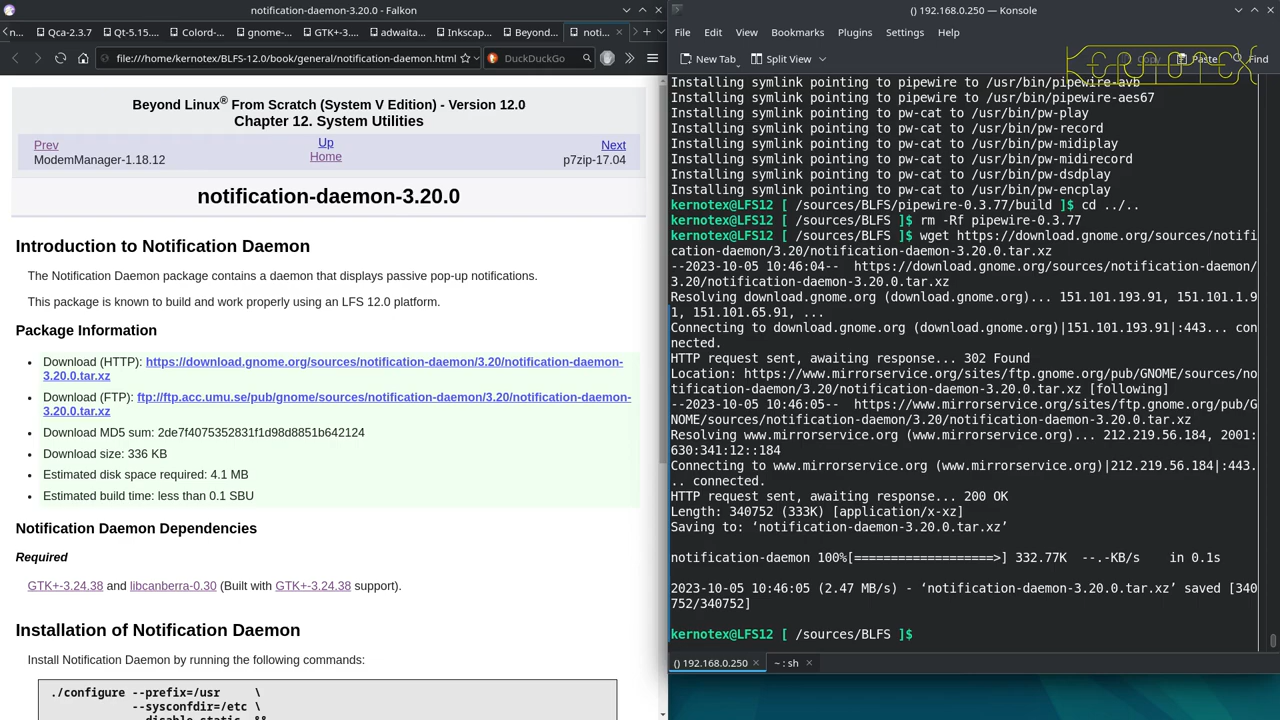 notification-daemon-3.20.0 - Falkon
n... Qca-2.3.7 Qt-5.15.... Colord-... gnome-... GTK+-3.... adwaita... Inkscap... Beyond... noti...
file:///home/kernotex/BLFS-12.0/book/general/notification-daemon.html DuckDuckGo
Beyond Linux® From Scratch (System V Edition) - Version 12.0
Chapter 12. System Utilities
Prev Up Next
ModemManager-1.18.12 Home p7zip-17.04
notification-daemon-3.20.0
Introduction to Notification Daemon
The Notification Daemon package contains a daemon that displays passive pop-up notifications.
This package is known to build and work properly using an LFS 12.0 platform.
Package Information
Download (HTTP): https://download.gnome.org/sources/notification-daemon/3.20/notification-daemon-
3.20.0.tar.xz
Download (FTP): ftp://ftp.acc.umu.se/pub/gnome/sources/notification-daemon/3.20/notification-daemon-
3.20.0.tar.xz
Download MD5 sum: 2de7f4075352831f1d98d8851b642124
Download size: 336 KB
Estimated disk space required: 4.1 MB
Estimated build time: less than 0.1 SBU
Notification Daemon Dependencies
Required
GTK+-3.24.38 and libcanberra-0.30 (Built with GTK+-3.24.38 support).
Installation of Notification Daemon
Install Notification Daemon by running the following commands:
./configure --prefix=/usr \
--sysconfdir=/etc \
--disable-static &&
() 192.168.0.250 — Konsole
File Edit View Bookmarks Plugins Settings Help
New Tab Split View Copy Paste Find
kernotex
Installing symlink pointing to pipewire to /usr/bin/pipewire-avb
Installing symlink pointing to pipewire to /usr/bin/pipewire-aes67
Installing symlink pointing to pw-cat to /usr/bin/pw-play
Installing symlink pointing to pw-cat to /usr/bin/pw-record
Installing symlink pointing to pw-cat to /usr/bin/pw-midiplay
Installing symlink pointing to pw-cat to /usr/bin/pw-midirecord
Installing symlink pointing to pw-cat to /usr/bin/pw-dsdplay
Installing symlink pointing to pw-cat to /usr/bin/pw-encplay
kernotex@LFS12 [ /sources/BLFS/pipewire-0.3.77/build ]$ cd ../..
kernotex@LFS12 [ /sources/BLFS ]$ rm -Rf pipewire-0.3.77
kernotex@LFS12 [ /sources/BLFS ]$ wget https://download.gnome.org/sources/notifi
cation-daemon/3.20/notification-daemon-3.20.0.tar.xz
--2023-10-05 10:46:04-- https://download.gnome.org/sources/notification-daemon/
3.20/notification-daemon-3.20.0.tar.xz
Resolving download.gnome.org (download.gnome.org)... 151.101.193.91, 151.101.1.9
1, 151.101.65.91, ...
Connecting to download.gnome.org (download.gnome.org)|151.101.193.91|:443... con
nected.
HTTP request sent, awaiting response... 302 Found
Location: https://www.mirrorservice.org/sites/ftp.gnome.org/pub/GNOME/sources/no
tification-daemon/3.20/notification-daemon-3.20.0.tar.xz [following]
--2023-10-05 10:46:05-- https://www.mirrorservice.org/sites/ftp.gnome.org/pub/G
NOME/sources/notification-daemon/3.20/notification-daemon-3.20.0.tar.xz
Resolving www.mirrorservice.org (www.mirrorservice.org)... 212.219.56.184, 2001:
630:341:12::184
Connecting to www.mirrorservice.org (www.mirrorservice.org)|212.219.56.184|:443.
.. connected.
HTTP request sent, awaiting response... 200 OK
Length: 340752 (333K) [application/x-xz]
Saving to: ‘notification-daemon-3.20.0.tar.xz’
notification-daemon 100%[===================>] 332.77K --.-KB/s in 0.1s
2023-10-05 10:46:05 (2.47 MB/s) - ‘notification-daemon-3.20.0.tar.xz’ saved [340
752/340752]
kernotex@LFS12 [ /sources/BLFS ]$
() 192.168.0.250 ~ : sh